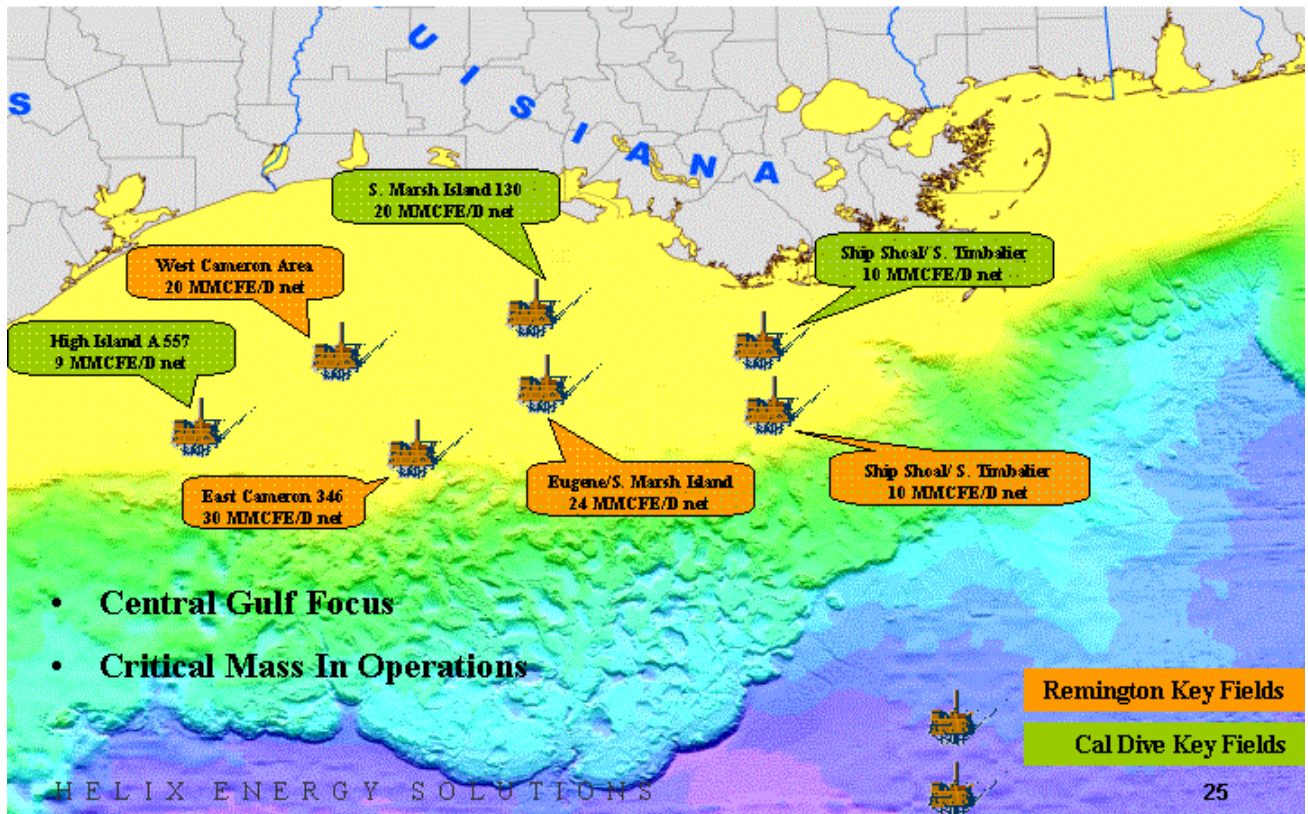 S
UISIANA
S. Marsh Island 130
20 MMCFE/D net
West Cameron Area
20 MMCFE/D net
Ship Shoal/ S. Timbalier
10 MMCFE/D net
High Island A 557
9 MMCFE/D net
East Cameron 346
30 MMCFE/D net
Eugene/S. Marsh Island
24 MMCFE/D net
Ship Shoal/ S. Timbalier
10 MMCFE/D net
• Central Gulf Focus
• Critical Mass In Operations
Remington Key Fields
Cal Dive Key Fields
HELIX ENERGY SOLUTIONS
25